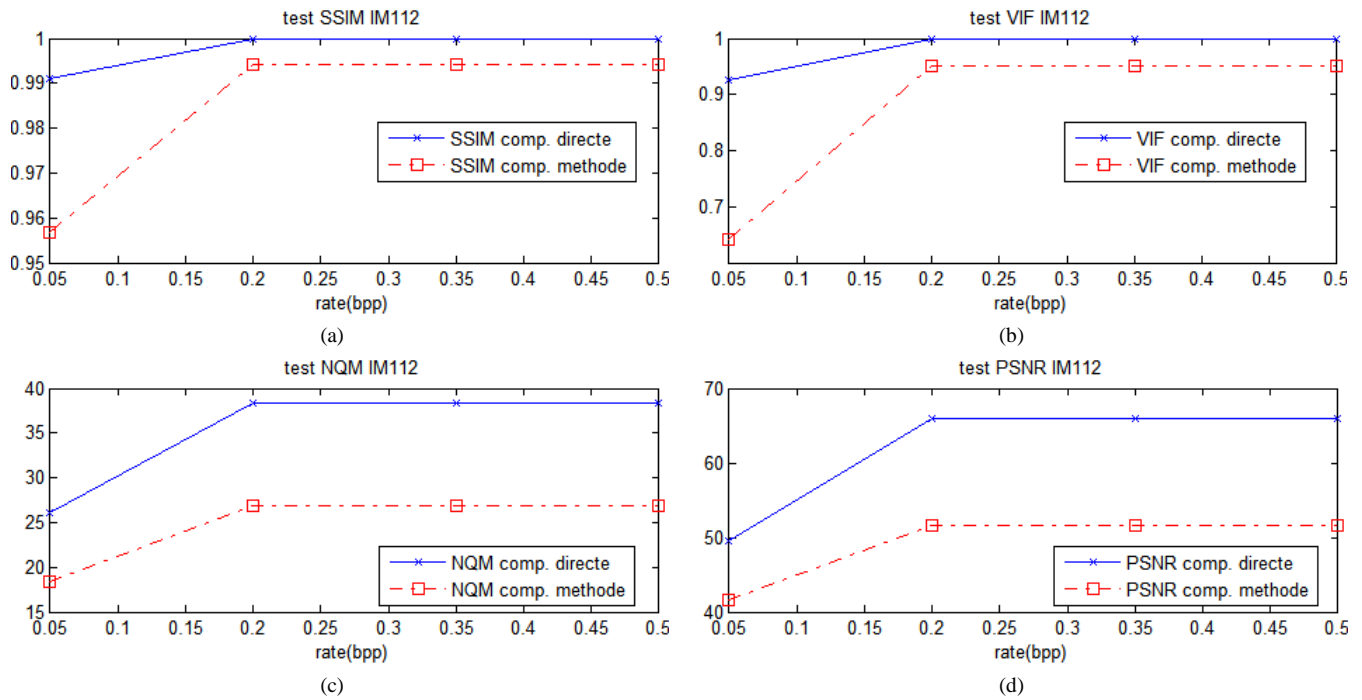 test SSIM IM112
1
0.99
0.98
0.97
0.96
0.95
SSIM comp. directe
SSIM comp. methode
0.05 0.1 0.15 0.2 0.25 0.3 0.35 0.4 0.45 0.5
rate(bpp)
(a)
test VIF IM112
1
0.9
0.8
0.7
VIF comp. directe
VIF comp. methode
0.05 0.1 0.15 0.2 0.25 0.3 0.35 0.4 0.45 0.5
rate(bpp)
(b)
test NQM IM112
40
35
30
25
20
15
NQM comp. directe
NQM comp. methode
0.05 0.1 0.15 0.2 0.25 0.3 0.35 0.4 0.45 0.5
rate(bpp)
(c)
test PSNR IM112
70
60
50
40
PSNR comp. directe
PSNR comp. methode
0.05 0.1 0.15 0.2 0.25 0.3 0.35 0.4 0.45 0.5
rate(bpp)
(d)